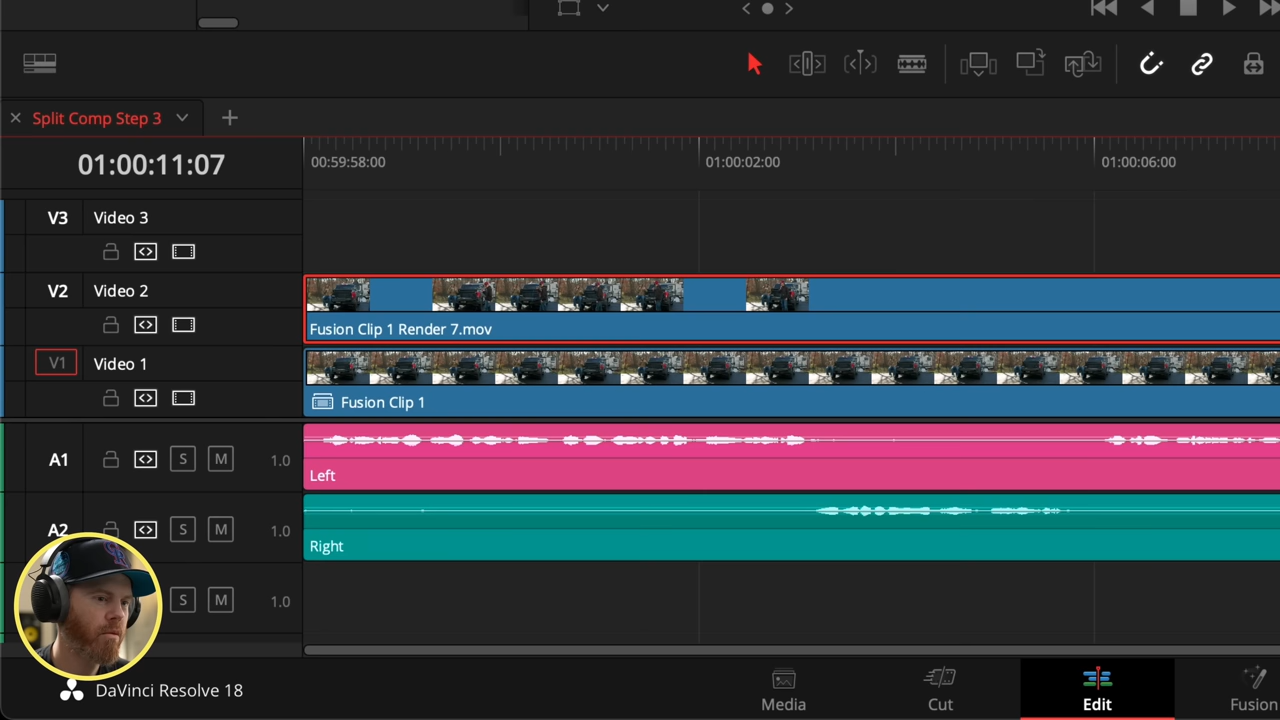 Split Comp Step 3
01:00:11:07
00:59:58:00
01:00:02:00
01:00:06:00
V3 Video 3
V2 Video 2
Fusion Clip 1 Render 7.mov
V1 Video 1
Fusion Clip 1
A1 S M 1.0
Left
A2 S M 1.0
Right
S M 1.0
DaVinci Resolve 18
Media
Cut
Edit
Fusion